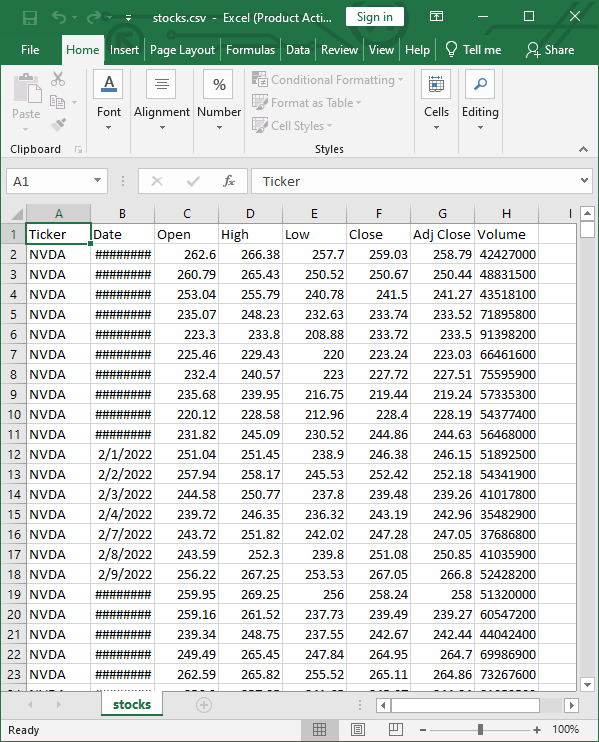 stocks.csv - Excel (Product Acti... Sign in
File Home Insert Page Layout Formulas Data Review View Help Tell me Share
Paste Font Alignment Number Conditional Formatting Format as Table Cell Styles Cells Editing
Clipboard Styles
A1 fx Ticker
A B C D E F G H I
1 Ticker Date Open High Low Close Adj Close Volume
2 NVDA ######## 262.6 266.38 257.7 259.03 258.79 42427000
3 NVDA ######## 260.79 265.43 250.52 250.67 250.44 48831500
4 NVDA ######## 253.04 255.79 240.78 241.5 241.27 43518100
5 NVDA ######## 235.07 248.23 232.63 233.74 233.52 71895800
6 NVDA ######## 223.3 233.8 208.88 233.72 233.5 91398200
7 NVDA ######## 225.46 229.43 220 223.24 223.03 66461600
8 NVDA ######## 232.4 240.57 223 227.72 227.51 75595900
9 NVDA ######## 235.68 239.95 216.75 219.44 219.24 57335300
10 NVDA ######## 220.12 228.58 212.96 228.4 228.19 54377400
11 NVDA ######## 231.82 245.09 230.52 244.86 244.63 56468000
12 NVDA 2/1/2022 251.04 251.45 238.9 246.38 246.15 51892500
13 NVDA 2/2/2022 257.94 258.17 245.53 252.42 252.18 54341900
14 NVDA 2/3/2022 244.58 250.77 237.8 239.48 239.26 41017800
15 NVDA 2/4/2022 239.72 246.35 236.32 243.19 242.96 35482900
16 NVDA 2/7/2022 243.72 251.82 242.02 247.28 247.05 37686800
17 NVDA 2/8/2022 243.59 252.3 239.8 251.08 250.85 41035900
18 NVDA 2/9/2022 256.22 267.25 253.53 267.05 266.8 52428200
19 NVDA ######## 259.95 269.25 256 258.24 258 51320000
20 NVDA ######## 259.16 261.52 237.73 239.49 239.27 60547200
21 NVDA ######## 239.34 248.75 237.55 242.67 242.44 44042400
22 NVDA ######## 249.49 265.45 247.84 264.95 264.7 69986900
23 NVDA ######## 262.59 265.82 255.52 265.11 264.86 73267600
stocks
Ready 100%